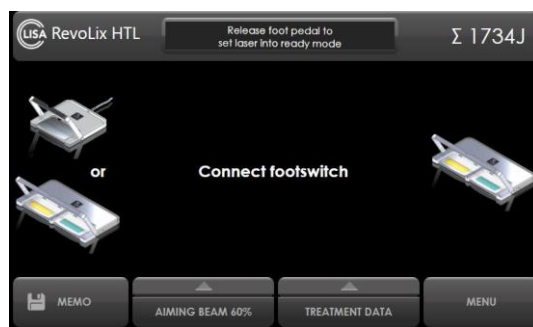 LISA RevoLix HTL
Release foot pedal to
set laser into ready mode
Σ 1734J
or
Connect footswitch
MEMO
AIMING BEAM 60%
TREATMENT DATA
MENU